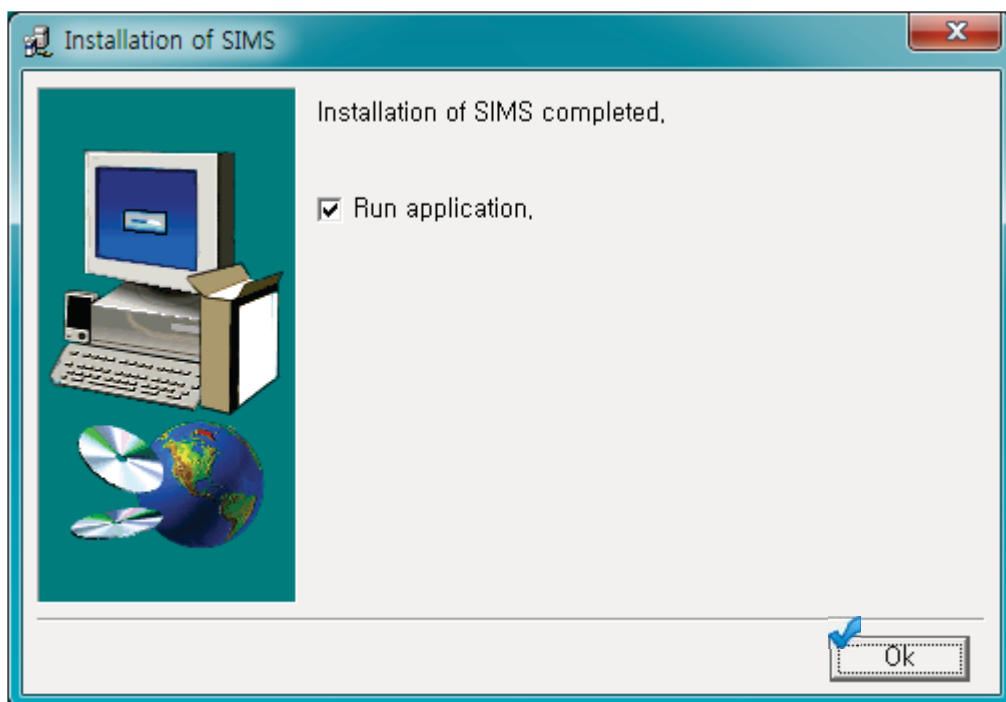 Installation of SIMS
Installation of SIMS completed,
Run application,
Ok